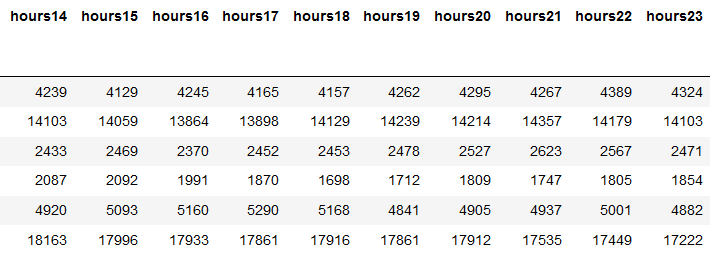 hours14 hours15 hours16 hours17 hours18 hours19 hours20 hours21 hours22 hours23
4239 4129 4245 4165 4157 4262 4295 4267 4389 4324
14103 14059 13864 13898 14129 14239 14214 14357 14179 14103
2433 2469 2370 2452 2453 2478 2527 2623 2567 2471
2087 2092 1991 1870 1698 1712 1809 1747 1805 1854
4920 5093 5160 5290 5168 4841 4905 4937 5001 4882
18163 17996 17933 17861 17916 17861 17912 17535 17449 17222